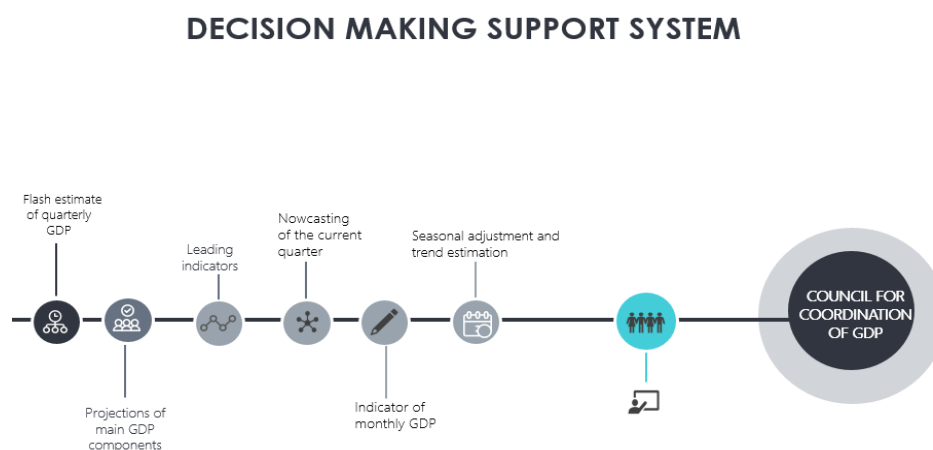 DECISION MAKING SUPPORT SYSTEM
Flash estimate
of quarterly
GDP
Projections of
main GDP
components
Leading
indicators
Nowcasting
of the current
quarter
Indicator of
monthly GDP
Seasonal adjustment and
trend estimation
COUNCIL FOR
COORDINATION
OF GDP